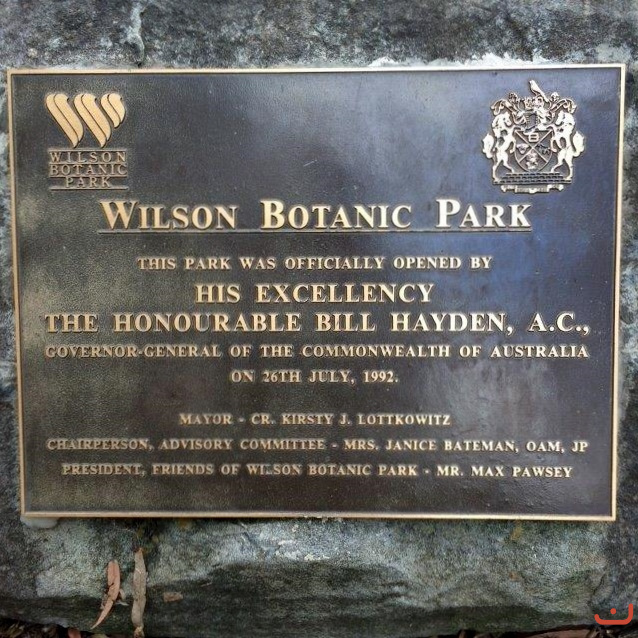 WILSON
BOTANIC
PARK
WILSON BOTANIC PARK
THIS PARK WAS OFFICIALLY OPENED BY
HIS EXCELLENCY
THE HONOURABLE BILL HAYDEN, A.C.,
GOVERNOR-GENERAL OF THE COMMONWEALTH OF AUSTRALIA
ON 26TH JULY, 1992.
MAYOR - CR. KIRSTY J. LOTTKOWITZ
CHAIRPERSON, ADVISORY COMMITTEE - MRS. JANICE BATEMAN, OAM, JP
PRESIDENT, FRIENDS OF WILSON BOTANIC PARK - MR. MAX PAWSEY